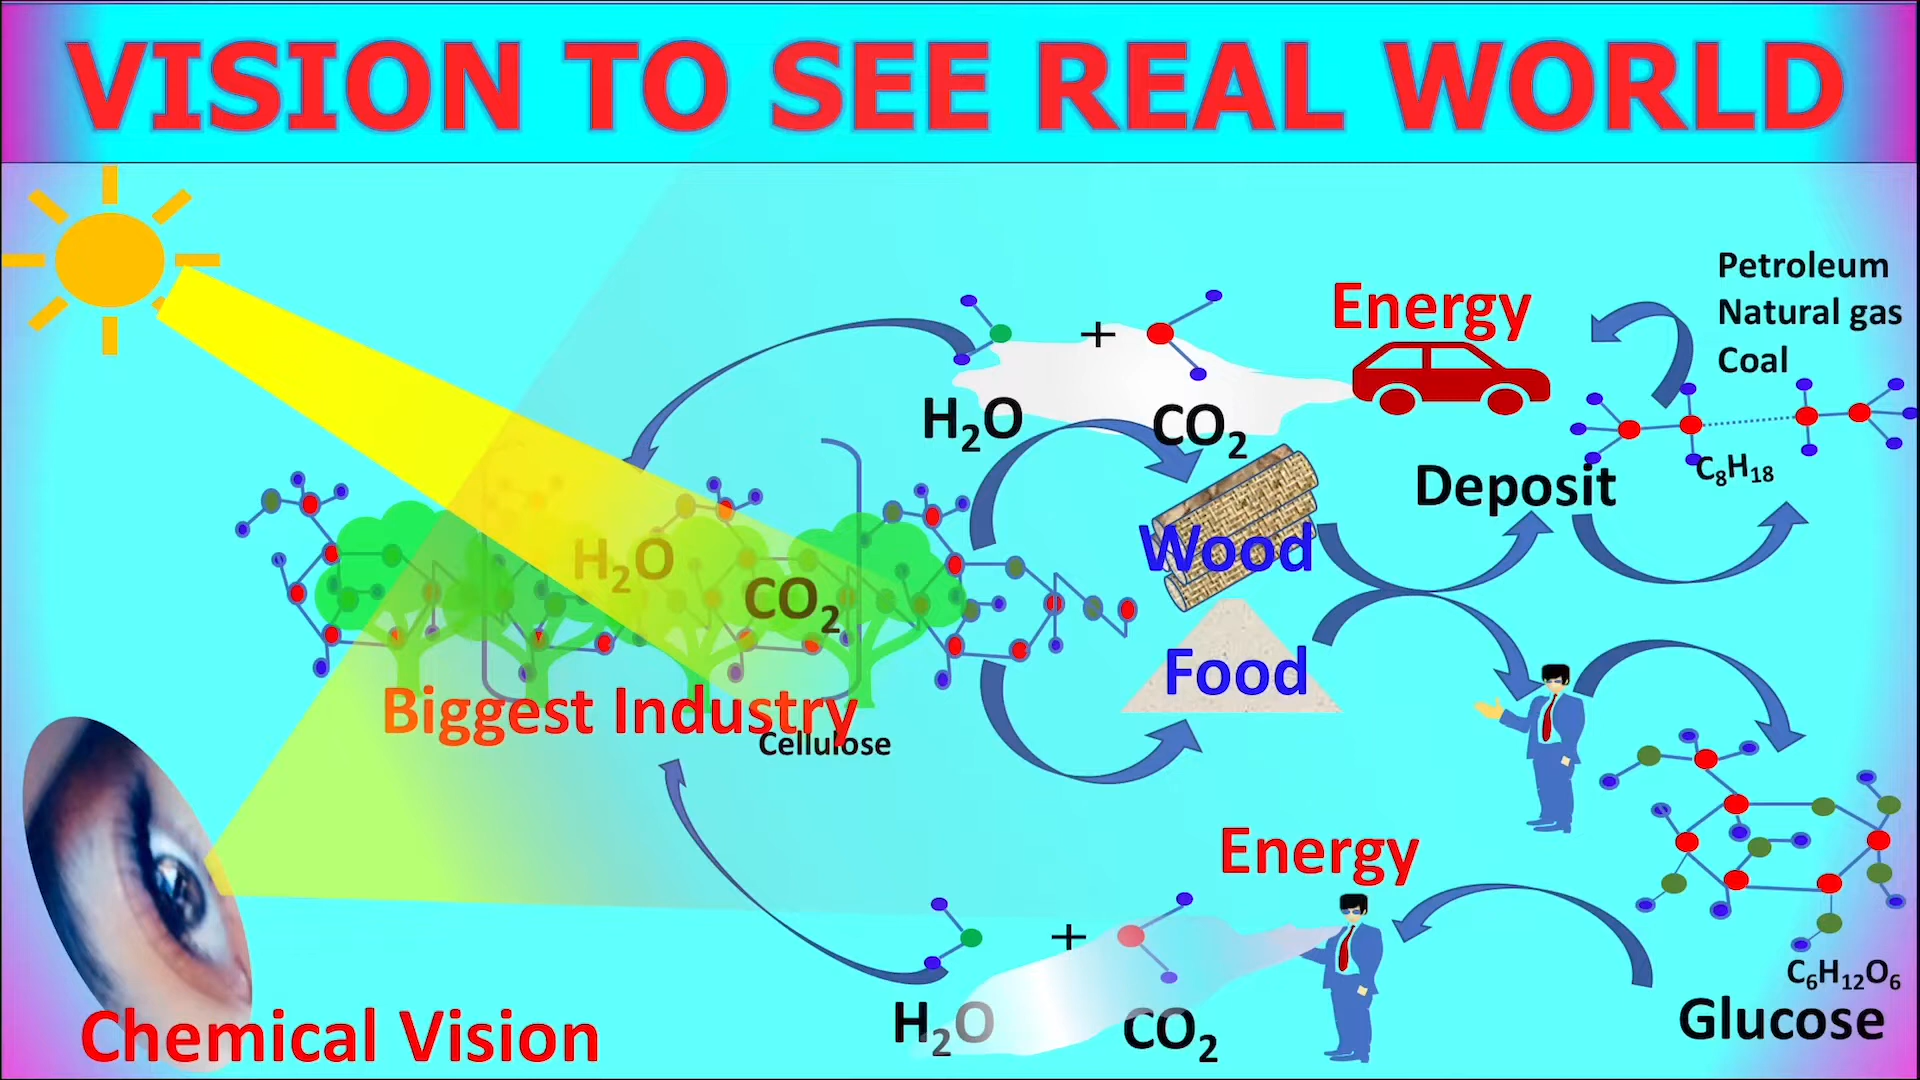 VISION TO SEE REAL WORLD
Petroleum
Natural gas
Coal
Energy
+
H₂O
CO₂
C₈H₁₈
Deposit
Wood
H₂O
CO₂
Food
Biggest Industry
Cellulose
Energy
+
H₂O
CO₂
C₆H₁₂O₆
Glucose
Chemical Vision